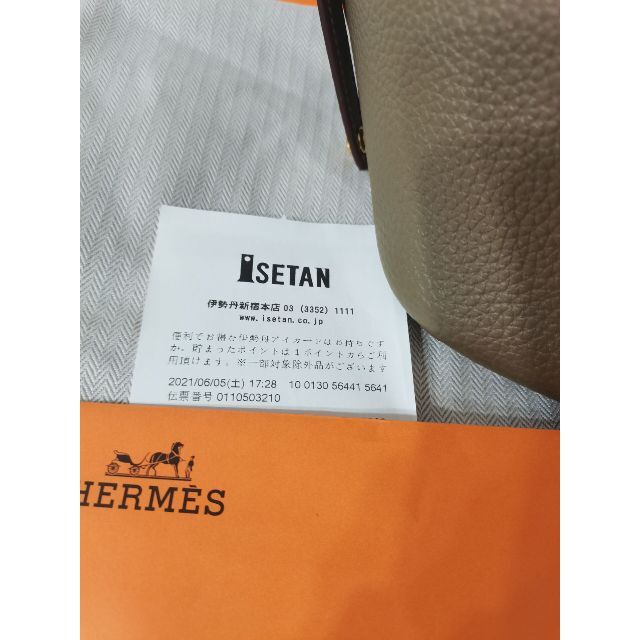 ISETAN
伊勢丹新宿本店 03 (3352) 1111
www.isetan.co.jp
便利でお得な伊勢丹アイカードはお持ちです
か。貯まったポイントは1ポイントからご利
用頂けます。※一部対象除外品がございます
2021/06/05(土) 17:28 10 0130 56441 5641
伝票番号 0110503210
HERMÈS